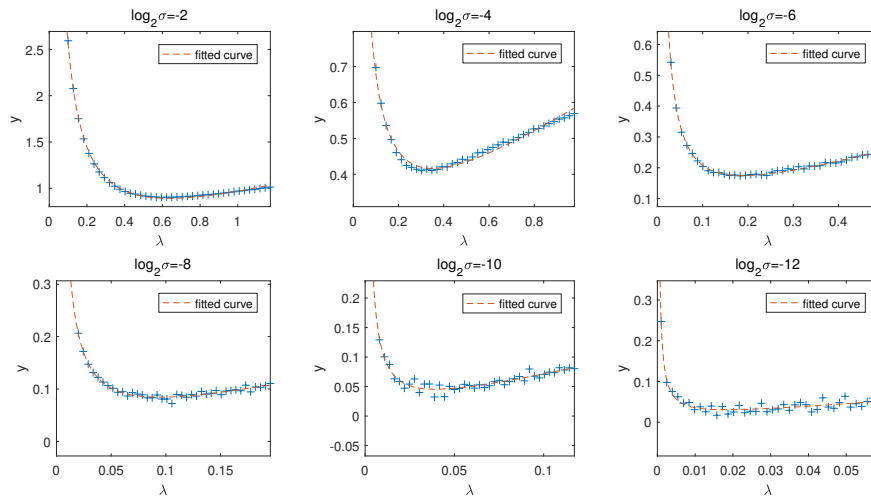 log₂σ=-2
2.5
2
1.5
1
y
0
0.2
0.4
0.6
0.8
1
λ
fitted curve
log₂σ=-4
0.7
0.6
0.5
0.4
y
0
0.2
0.4
0.6
0.8
λ
fitted curve
log₂σ=-6
0.6
0.5
0.4
0.3
0.2
0.1
y
0
0.1
0.2
0.3
0.4
λ
fitted curve
log₂σ=-8
0.3
0.2
0.1
0
y
0
0.05
0.1
0.15
λ
fitted curve
log₂σ=-10
0.2
0.15
0.1
0.05
0
-0.05
y
0
0.05
0.1
λ
fitted curve
log₂σ=-12
0.3
0.2
0.1
0
y
0
0.01
0.02
0.03
0.04
0.05
λ
fitted curve